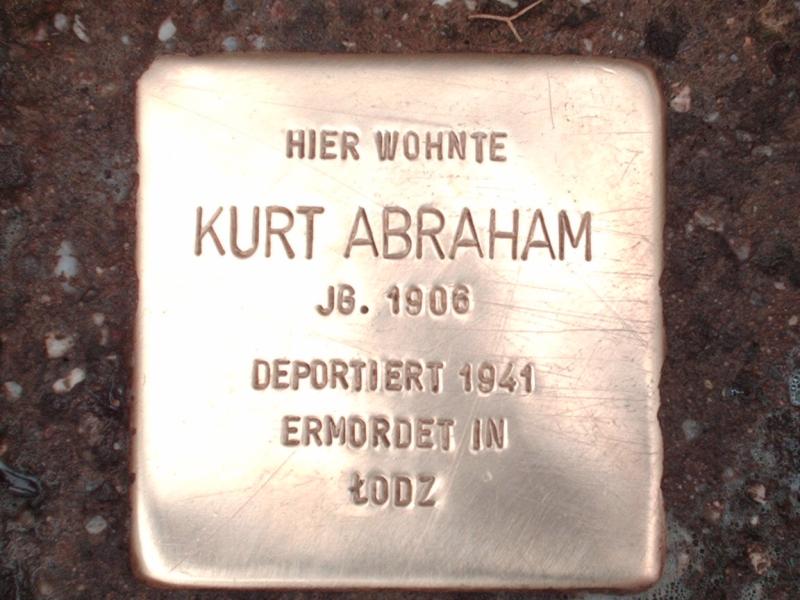 HIER WOHNTE
KURT ABRAHAM
JG. 1906
DEPORTIERT 1941
ERMORDET IN
ŁODZ